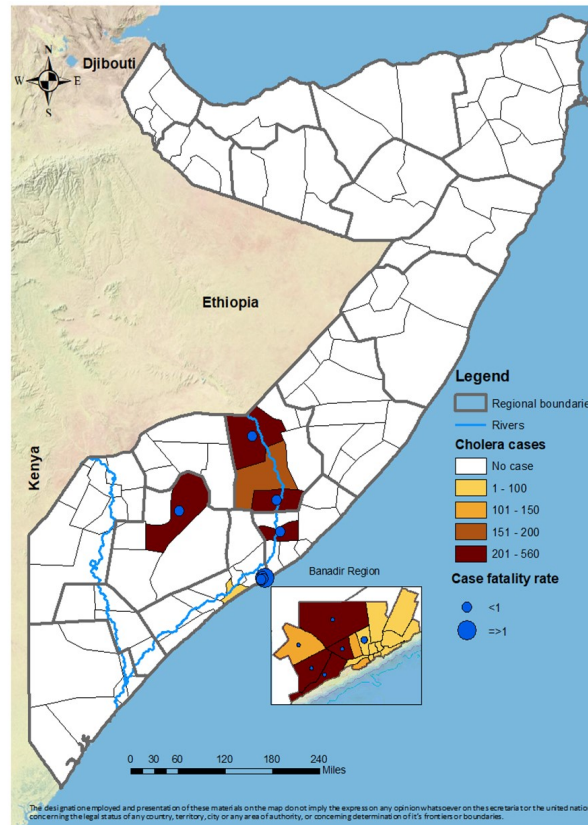 N
W
E
S
Djibouti
Ethiopia
Kenya
Legend
Regional boundarie
Rivers
Cholera cases
No case
1 - 100
101 - 150
151 - 200
201 - 560
Case fatality rate
<1
=>1
Banadir Region
0 30 60 120 180 240
Miles
The designation employed and presentation of these materials on the map do not imply the express on any opinion whatsoever on the secretariat or the united nation
concerning the legal status of any country, territory, city or any area of authority, or concerning determination of it's frontiers or boundaries.